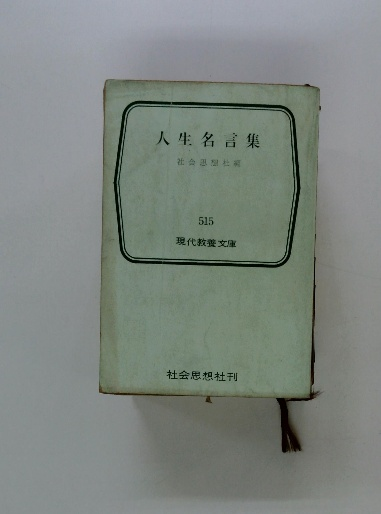 人生名言集
社会思想社編
515
現代教養文庫
社会思想社刊